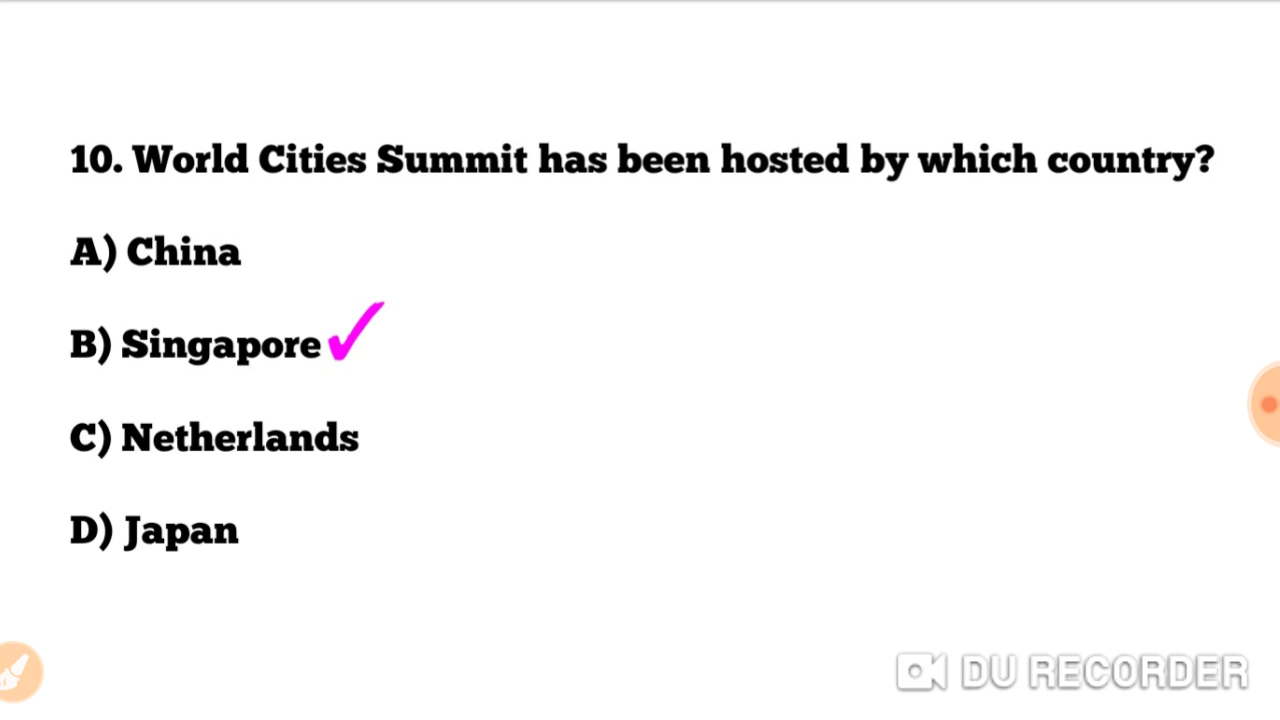 10. World Cities Summit has been hosted by which country?
A) China
B) Singapore
C) Netherlands
D) Japan
DU RECORDER